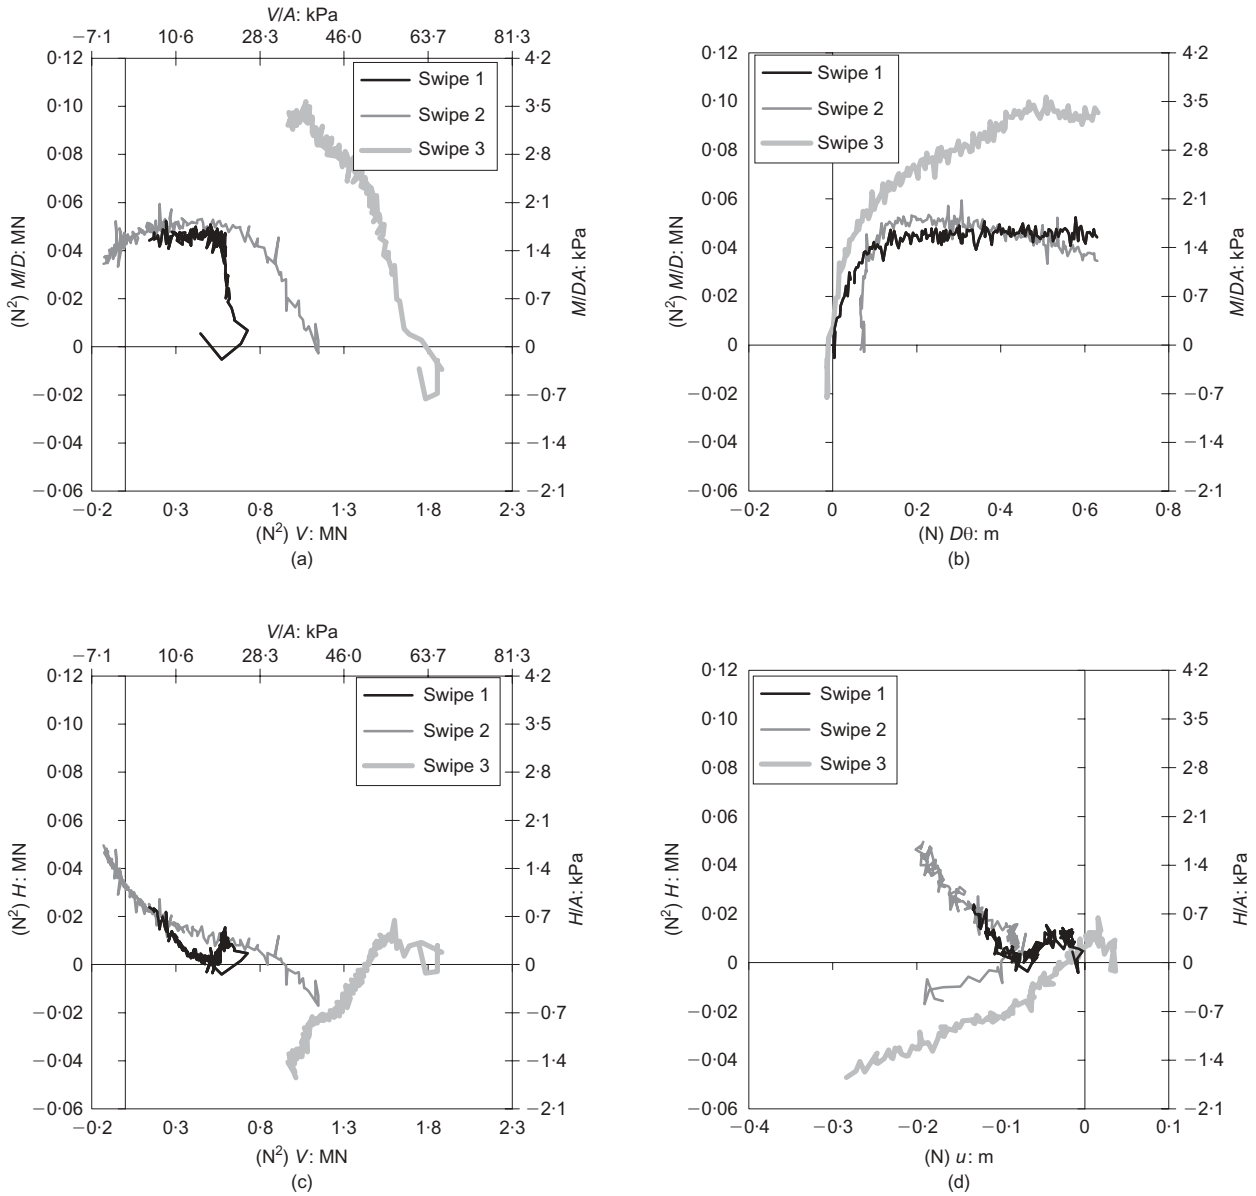 V/A: kPa
−7·1 10·6 28·3 46·0 63·7 81·3
0·12 4·2
0·10 3·5
0·08 2·8
0·06 2·1
0·04 1·4
0·02 0·7
0 0
−0·02 −0·7
−0·04 −1·4
−0·06 −2·1
−0·2 0·3 0·8 1·3 1·8 2·3
Swipe 1
Swipe 2
Swipe 3
(N²) M/D: MN
M/DA: kPa
(N²) V: MN
(a)
0·12 4·2
0·10 3·5
0·08 2·8
0·06 2·1
0·04 1·4
0·02 0·7
0 0
−0·02 −0·7
−0·04 −1·4
−0·06 −2·1
−0·2 0 0·2 0·4 0·6 0·8
Swipe 1
Swipe 2
Swipe 3
(N²) M/D: MN
M/DA: kPa
(N) Dθ: m
(b)
V/A: kPa
−7·1 10·6 28·3 46·0 63·7 81·3
0·12 4·2
0·10 3·5
0·08 2·8
0·06 2·1
0·04 1·4
0·02 0·7
0 0
−0·02 −0·7
−0·04 −1·4
−0·06 −2·1
−0·2 0·3 0·8 1·3 1·8 2·3
Swipe 1
Swipe 2
Swipe 3
(N²) H: MN
H/A: kPa
(N²) V: MN
(c)
0·12 4·2
0·10 3·5
0·08 2·8
0·06 2·1
0·04 1·4
0·02 0·7
0 0
−0·02 −0·7
−0·04 −1·4
−0·06 −2·1
−0·4 −0·3 −0·2 −0·1 0 0·1
Swipe 1
Swipe 2
Swipe 3
(N²) H: MN
H/A: kPa
(N) u: m
(d)